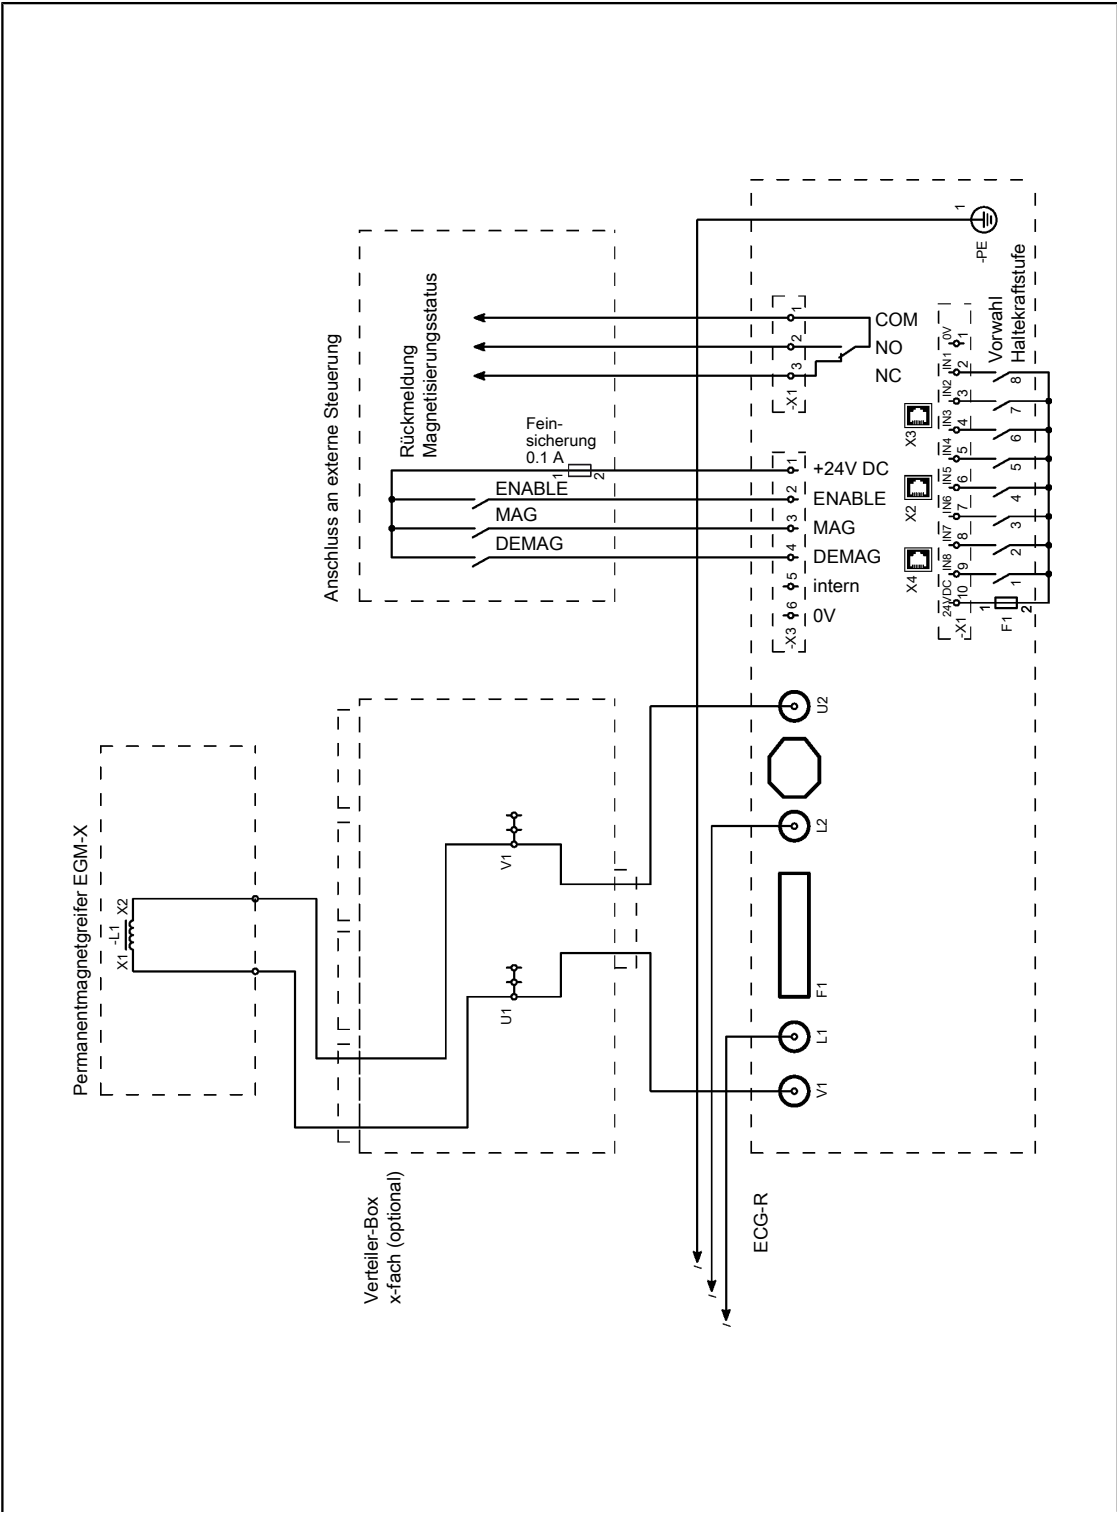 Permanentmagnetgreifer EGM-X
-L1
X1
X2
Verteiler-Box
x-fach (optional)
U1
V1
Anschluss an externe Steuerung
Rückmeldung
Magnetisierungsstatus
Fein-
sicherung
0.1 A
1
2
ENABLE
MAG
DEMAG
ECG-R
V1
L1
F1
L2
U2
-X3
6
5
4
3
2
1
0V
intern
DEMAG
MAG
ENABLE
+24V DC
-X1
3
2
1
NC
NO
COM
X4
X2
X3
-X1
10
9
8
7
6
5
4
3
2
1
24VDC
IN8
IN7
IN6
IN5
IN4
IN3
IN2
IN1
0V
F1
1
2
1
2
3
4
5
6
7
8
Vorwahl
Haltekraftstufe
-PE
1